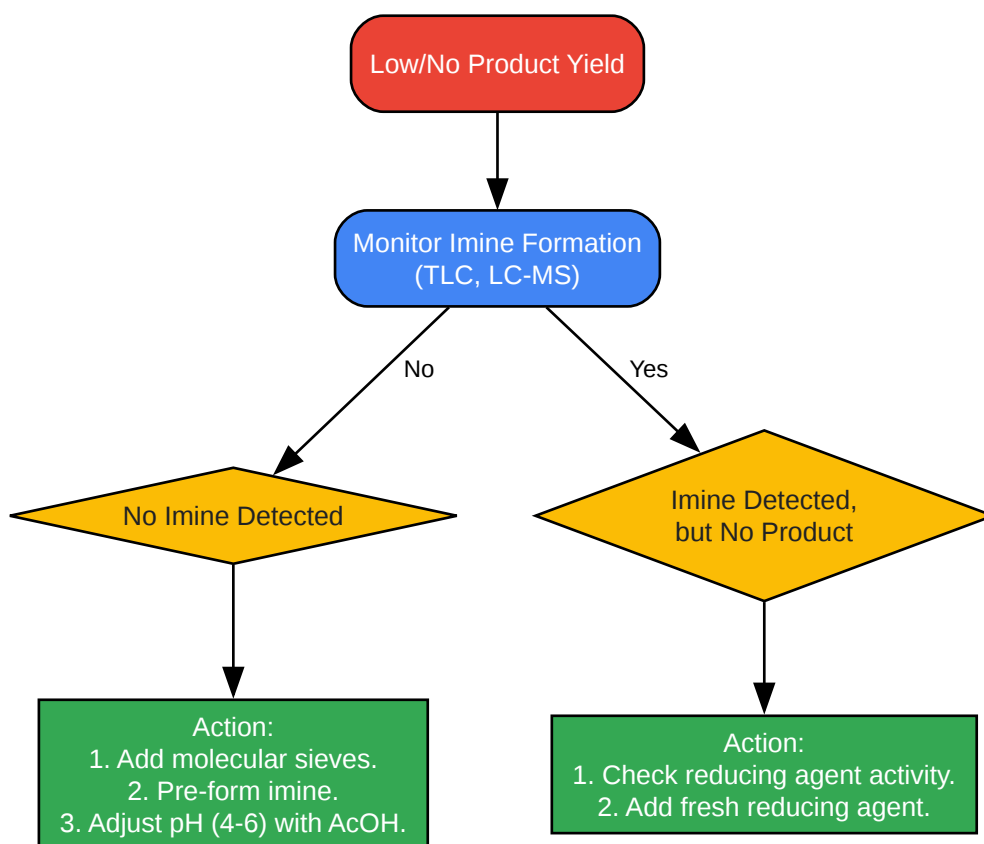 Low/No Product Yield
Monitor Imine Formation
(TLC, LC-MS)
No
Yes
No Imine Detected
Imine Detected,
but No Product
Action:
1. Add molecular sieves.
2. Pre-form imine.
3. Adjust pH (4-6) with AcOH.
Action:
1. Check reducing agent activity.
2. Add fresh reducing agent.